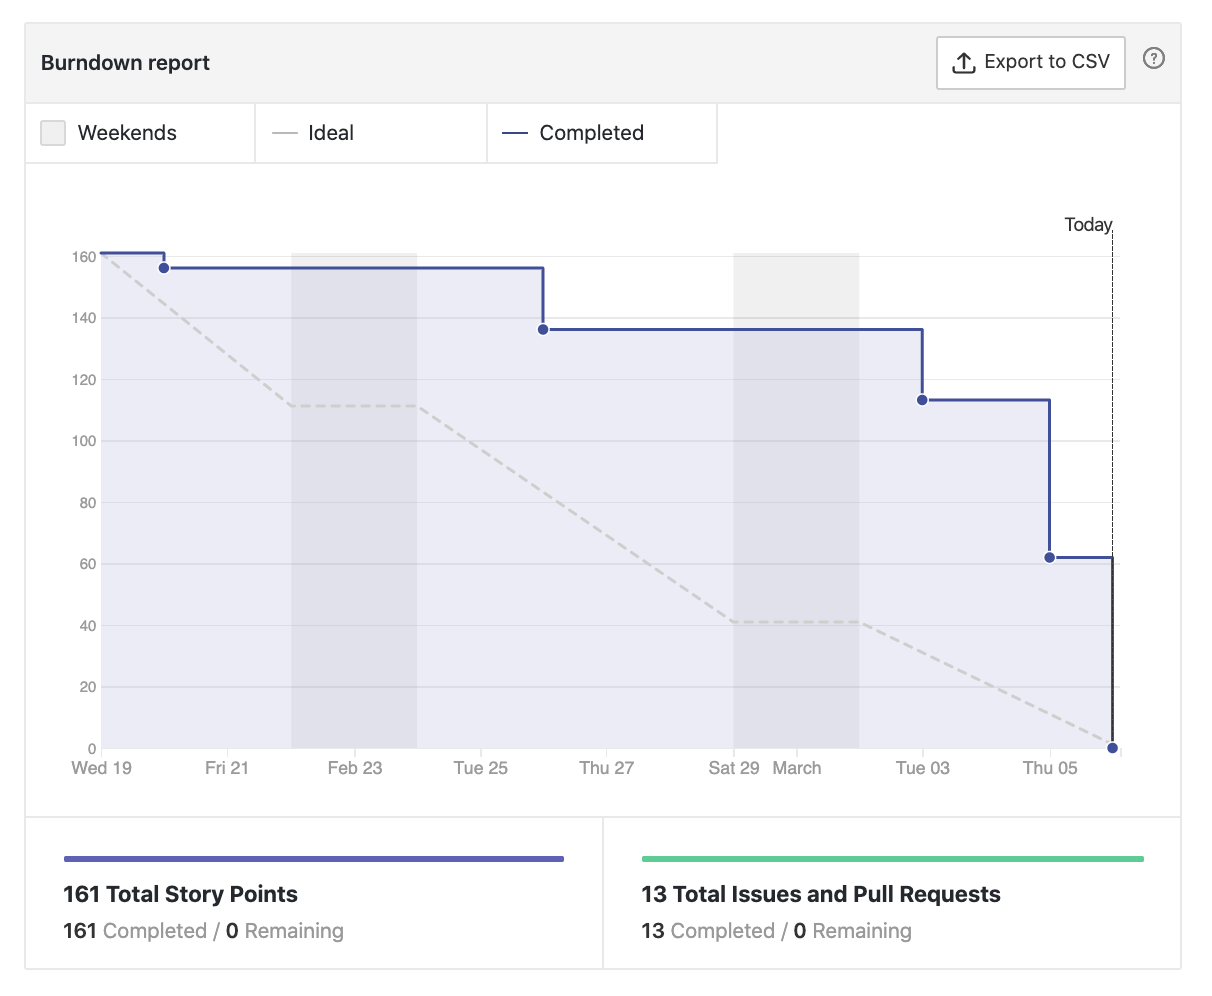 Burndown report
Export to CSV
?
Weekends
Ideal
Completed
Today
160
140
120
100
80
60
40
20
0
Wed 19 Fri 21 Feb 23 Tue 25 Thu 27 Sat 29 March Tue 03 Thu 05
161 Total Story Points
161 Completed / 0 Remaining
13 Total Issues and Pull Requests
13 Completed / 0 Remaining